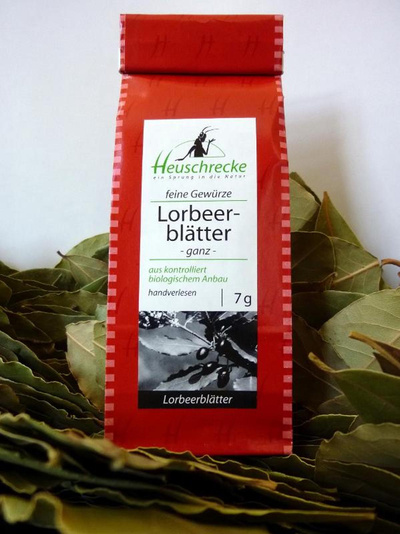 Heuschrecke
ein Sprung in die Natur
feine Gewürze
Lorbeer-
blätter
- ganz -
aus kontrolliert
biologischem Anbau
handverlesen
7g
Lorbeerblätter